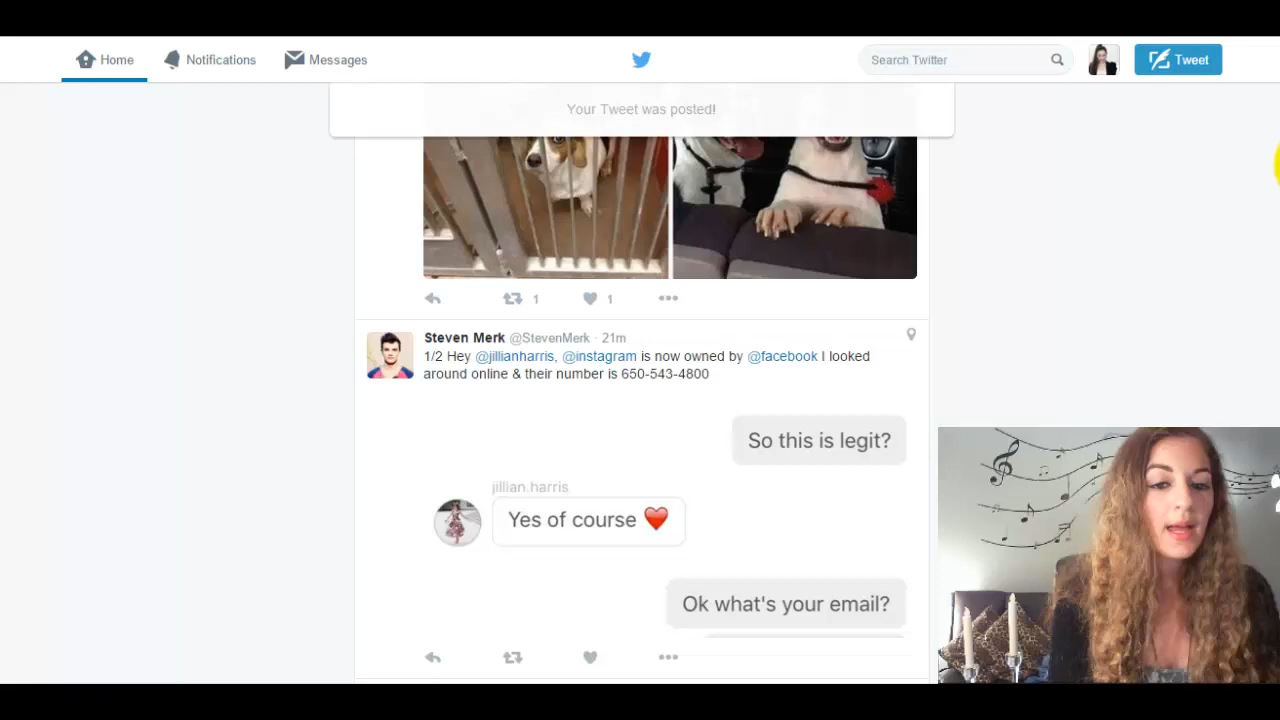 Home Notifications Messages Search Twitter Tweet
Your Tweet was posted!
1 1
Steven Merk @StevenMerk · 21m
1/2 Hey @jillianharris, @instagram is now owned by @facebook I looked
around online & their number is 650-543-4800
So this is legit?
jillian.harris
Yes of course ❤️
Ok what's your email?